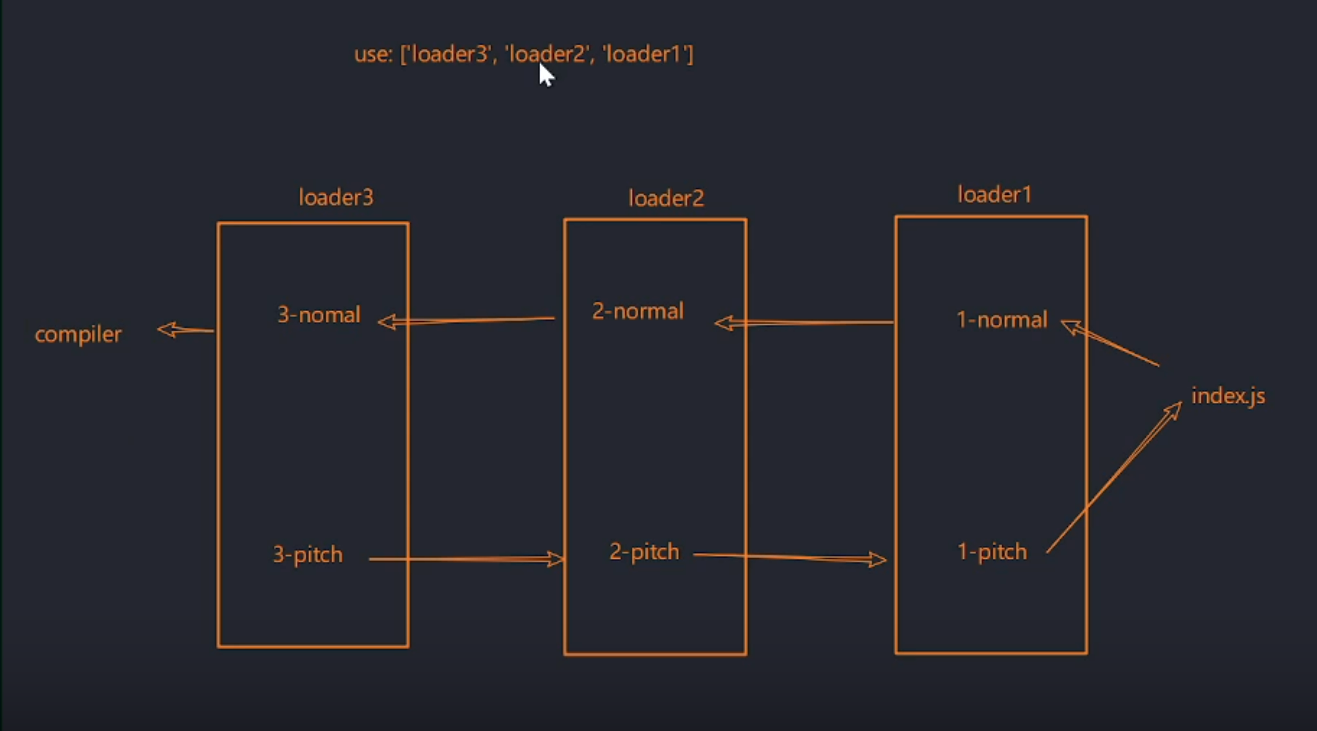 use: ['loader3', 'loader2', 'loader1']
loader3
loader2
loader1
3-nomal
2-normal
1-normal
compiler
index.js
3-pitch
2-pitch
1-pitch